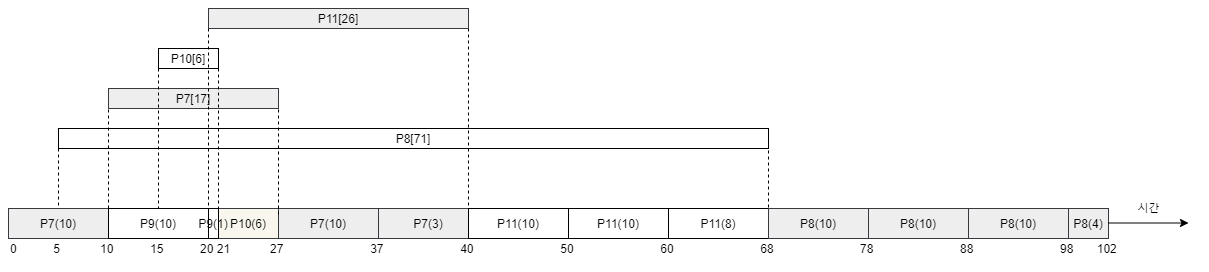 P11[26]
P10[6]
P7[17]
P8[71]
시간
P7(10) P9(10) P9(1) P10(6) P7(10) P7(3) P11(10) P11(10) P11(8) P8(10) P8(10) P8(10) P8(4)
0 5 10 15 20 21 27 37 40 50 60 68 78 88 98 102